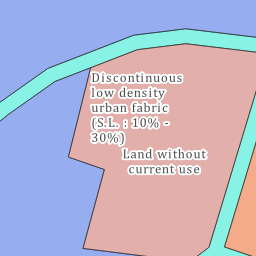 Discontinuous
low density
urban fabric
(S.L. : 10% -
30%)
Land without
current use